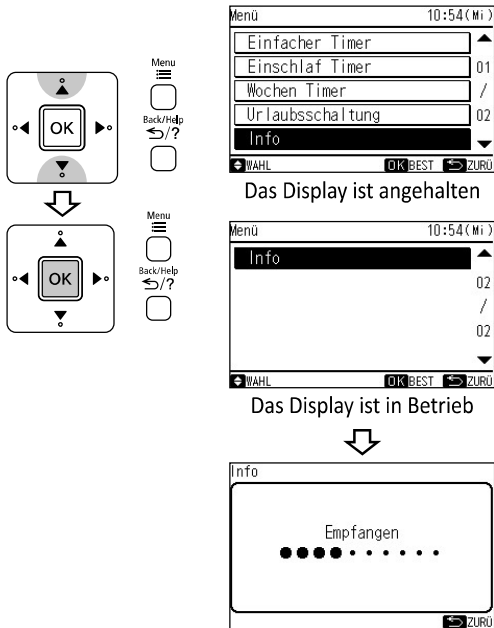 Menu
OK
Back/Help
/?
Menu
OK
Back/Help
/?
Menü 10:54(Mi)
Einfacher Timer
Einschlaf Timer 01
Wochen Timer /
Urlaubsschaltung 02
Info
WAHL OK BEST ZURÜ
Das Display ist angehalten
Menü 10:54(Mi)
Info
02
/
02
WAHL OK BEST ZURÜ
Das Display ist in Betrieb
Info
Empfangen
ZURÜ